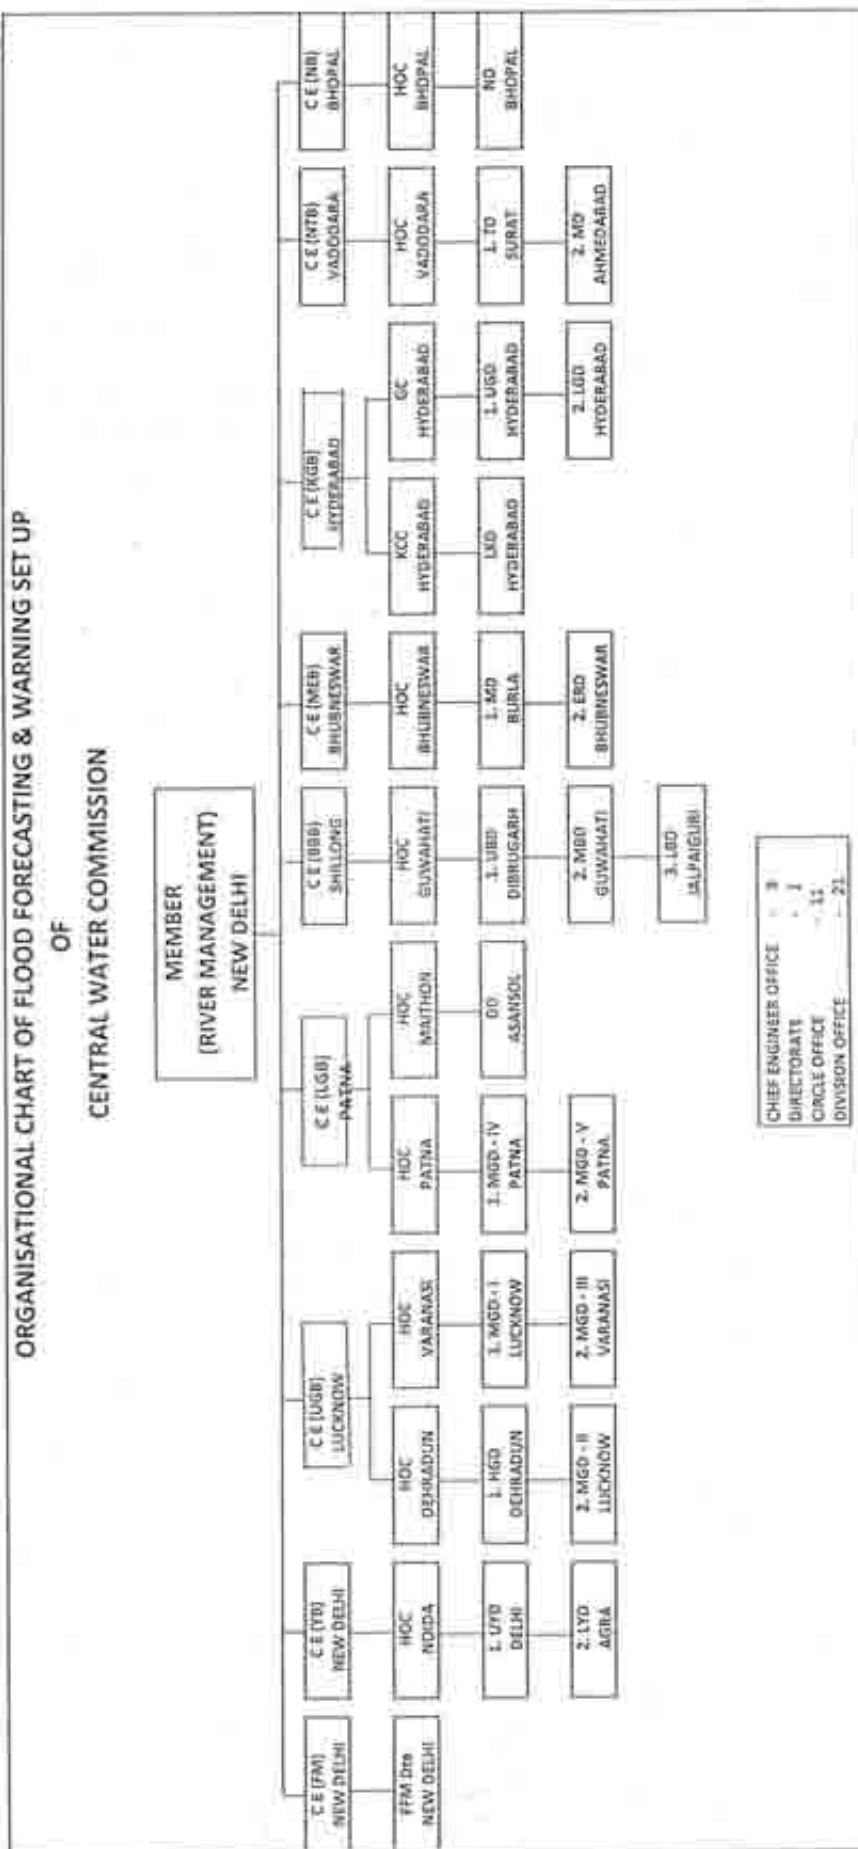 ORGANISATIONAL CHART OF FLOOD FORECASTING & WARNING SET UP
OF
CENTRAL WATER COMMISSION
MEMBER
(RIVER MANAGEMENT)
NEW DELHI
C E (FM)
NEW DELHI
C E (YB)
NEW DELHI
C E (UGB)
LUCKNOW
C E (LGB)
PATNA
C E (BBB)
SHILLONG
C E (MEB)
BHUBNESWAR
C E (KGB)
HYDERABAD
C E (NTB)
VADODARA
C E (NB)
BHOPAL
FFM Dte
NEW DELHI
HOC
NOIDA
HOC
DEHRADUN
HOC
VARANASI
HOC
PATNA
HOC
MAITHON
HOC
GUWAHATI
HOC
BHUBNESWAR
KCC
HYDERABAD
GC
HYDERABAD
HOC
VADODARA
HOC
BHOPAL
1. UYD
DELHI
1. HGD
DEHRADUN
1. MGD - I
LUCKNOW
1. MGD - IV
PATNA
DD
ASANSOL
1. UBD
DIBRUGARH
1. MD
BURLA
LKD
HYDERABAD
1. UGD
HYDERABAD
1. TD
SURAT
ND
BHOPAL
2. LYD
AGRA
2. MGD - II
LUCKNOW
2. MGD - III
VARANASI
2. MGD - V
PATNA
2. MBD
GUWAHATI
2. ERD
BHUBNESWAR
2. LGD
HYDERABAD
2. MD
AHMEDABAD
3. LBD
JALPAIGURI
CHIEF ENGINEER OFFICE - 9
DIRECTORATE - 1
CIRCLE OFFICE - 11
DIVISION OFFICE - 21